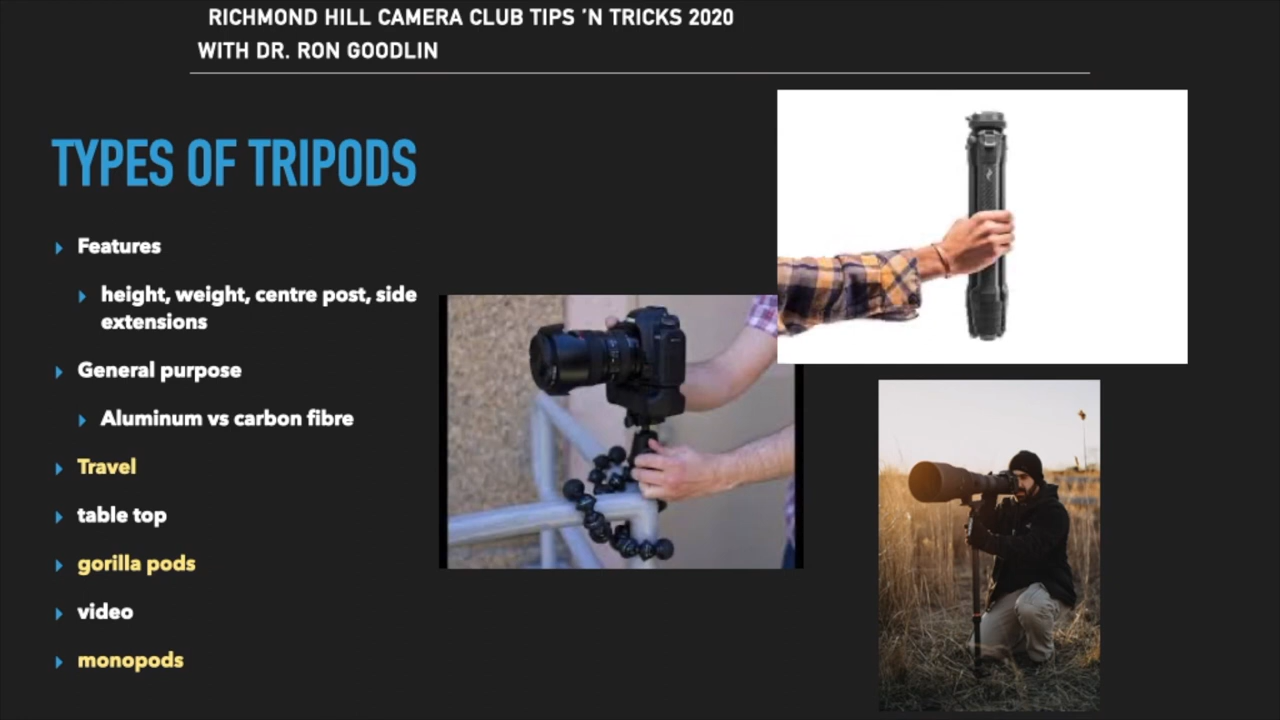 RICHMOND HILL CAMERA CLUB TIPS ’N TRICKS 2020
WITH DR. RON GOODLIN
TYPES OF TRIPODS
Features
height, weight, centre post, side
extensions
General purpose
Aluminum vs carbon fibre
Travel
table top
gorilla pods
video
monopods